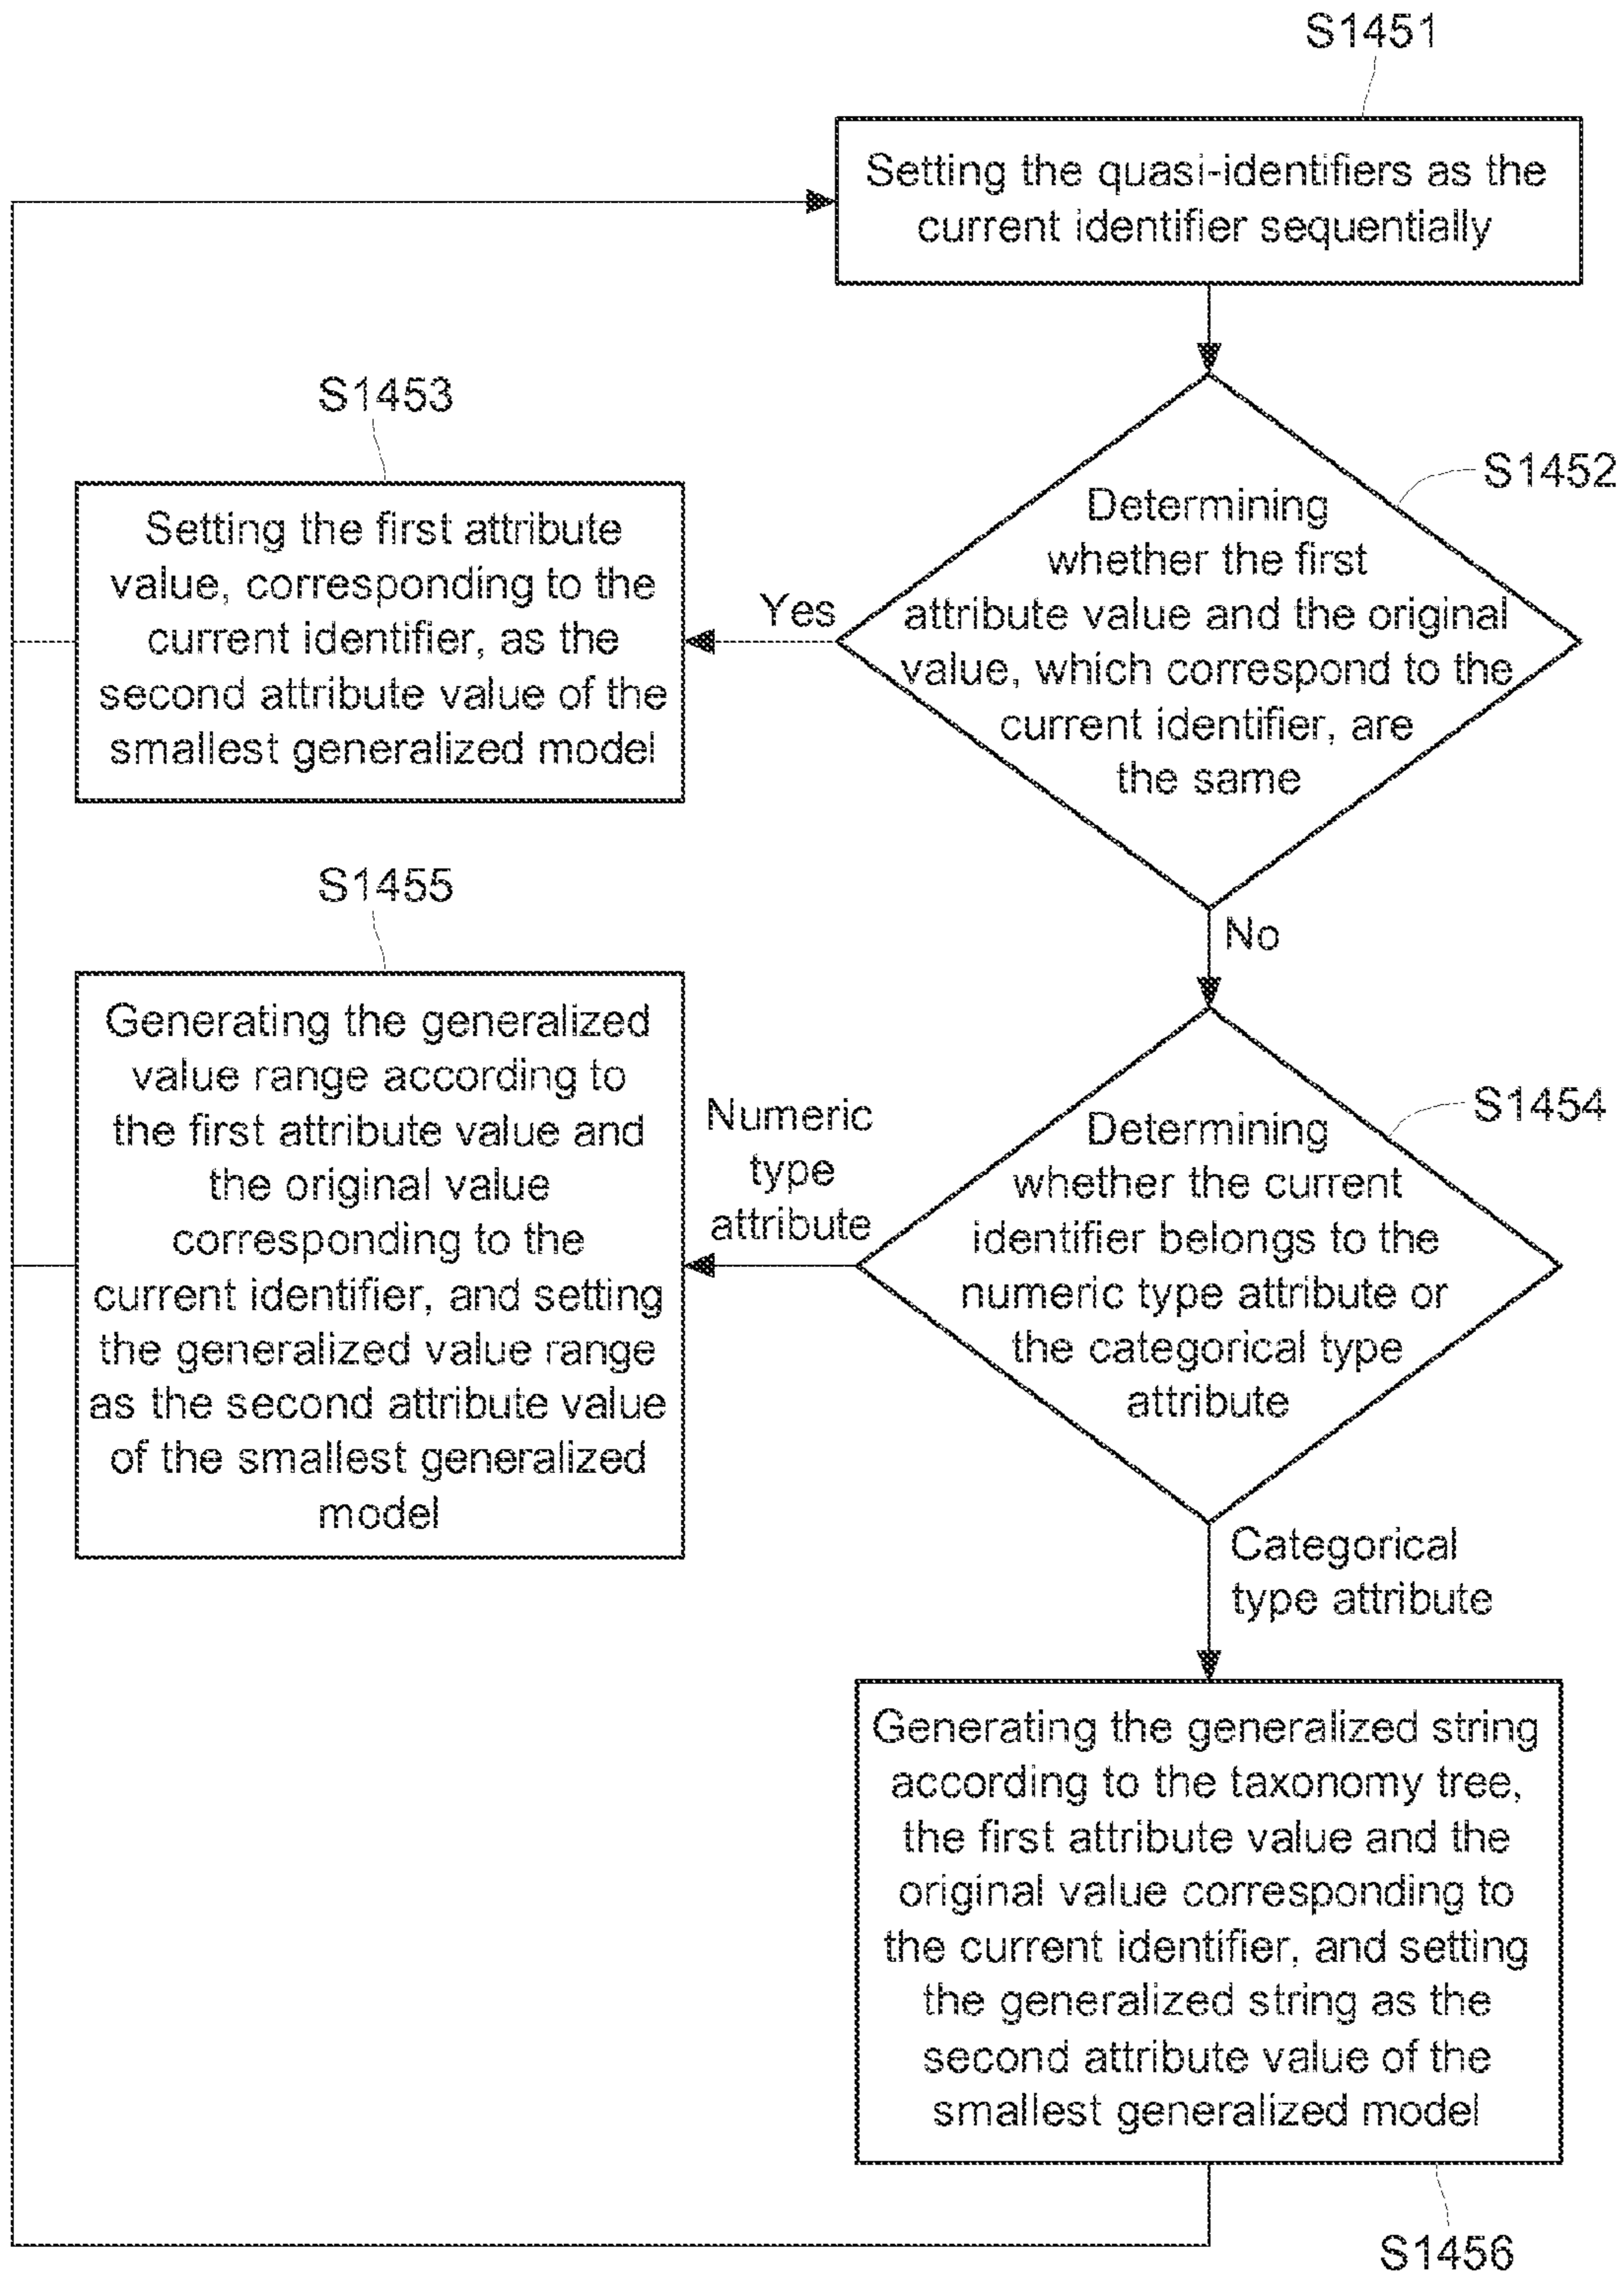 S1451
Setting the quasi-identifiers as the
current identifier sequentially
S1452
Determining
whether the first
attribute value and the original
value, which correspond to the
current identifier, are
the same
Yes
S1453
Setting the first attribute
value, corresponding to the
current identifier, as the
second attribute value of the
smallest generalized model
No
S1454
Determining
whether the current
identifier belongs to the
numeric type attribute or
the categorical type
attribute
Numeric
type
attribute
S1455
Generating the generalized
value range according to
the first attribute value and
the original value
corresponding to the
current identifier, and setting
the generalized value range
as the second attribute value
of the smallest generalized
model
Categorical
type attribute
Generating the generalized string
according to the taxonomy tree,
the first attribute value and the
original value corresponding to
the current identifier, and setting
the generalized string as the
second attribute value of the
smallest generalized model
S1456